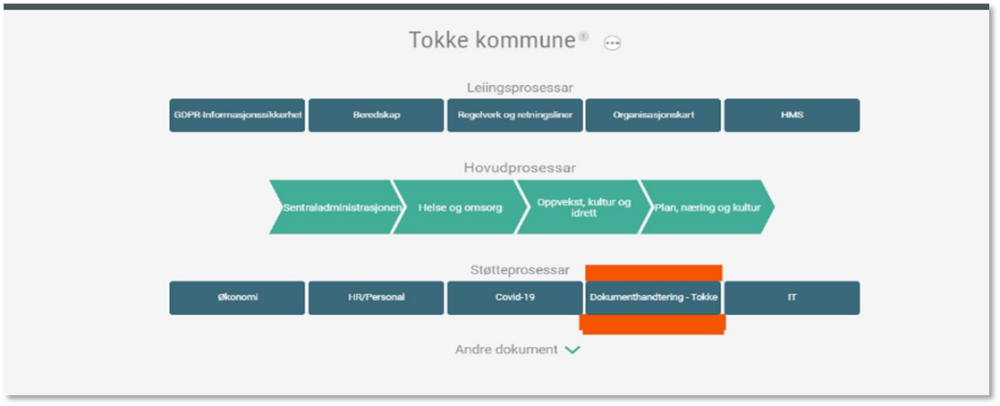 Tokke kommune 1
Leiingsprosessar
GDPR-Informasjonssikkerhet
Beredskap
Regelverk og retningsliner
Organisasjonskart
HMS
Hovudprosessar
Sentraladministrasjonen
Helse og omsorg
Oppvekst, kultur og
idrett
Plan, næring og kultur
Støtteprosessar
Økonomi
HR/Personal
Covid-19
Dokumenthandtering - Tokke
IT
Andre dokument